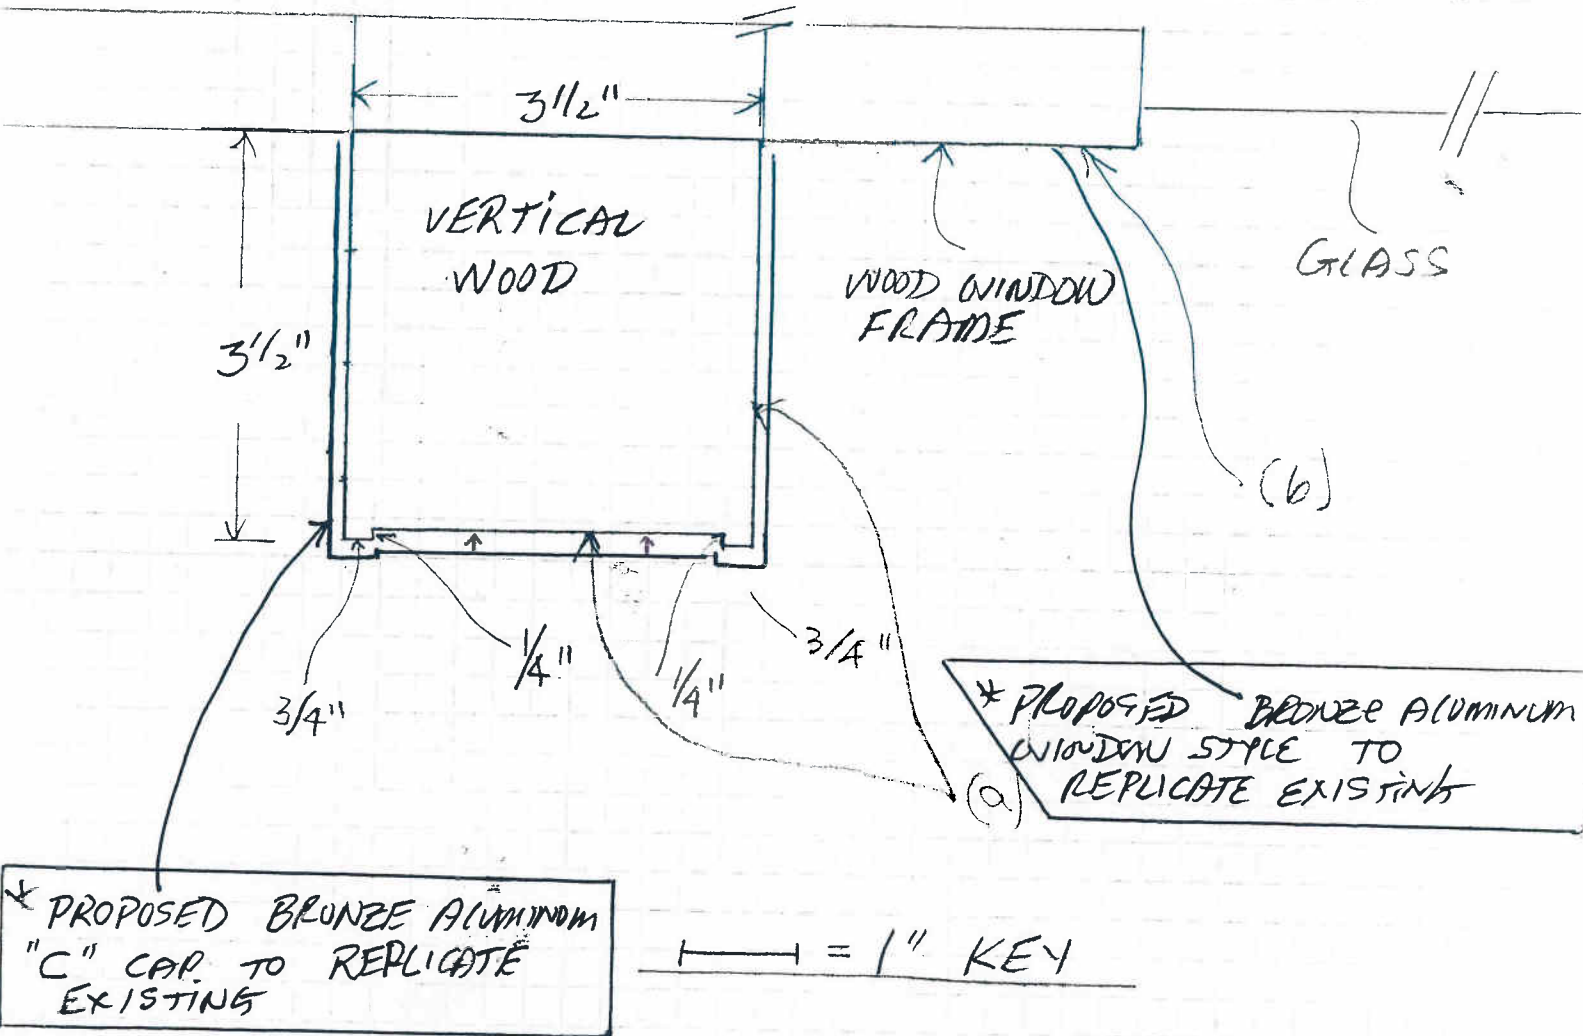 3 1/2"
VERTICAL
WOOD
WOOD WINDOW
FRAME
GLASS
3 1/2"
(b)
3/4"
1/4"
1/4"
3/4"
(a)
* PROPOSED BRONZE ALUMINUM
WINDOW STYLE TO
REPLICATE EXISTING
* PROPOSED BRONZE ALUMINUM
"C" CAP TO REPLICATE
EXISTING
= 1" KEY